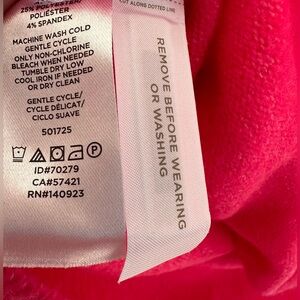 25% POLYESTER/
POLIÉSTER
4% SPANDEX
MACHINE WASH COLD
GENTLE CYCLE
ONLY NON-CHLORINE
BLEACH WHEN NEEDED
TUMBLE DRY LOW
COOL IRON IF NEEDED
OR DRY CLEAN
GENTLE CYCLE/
CYCLE DÉLICAT/
CICLO SUAVE
501725
P
ID#70279
CA#57421
RN#140923
CUT ALONG DOTTED LINE
REMOVE BEFORE WEARING
OR WASHING